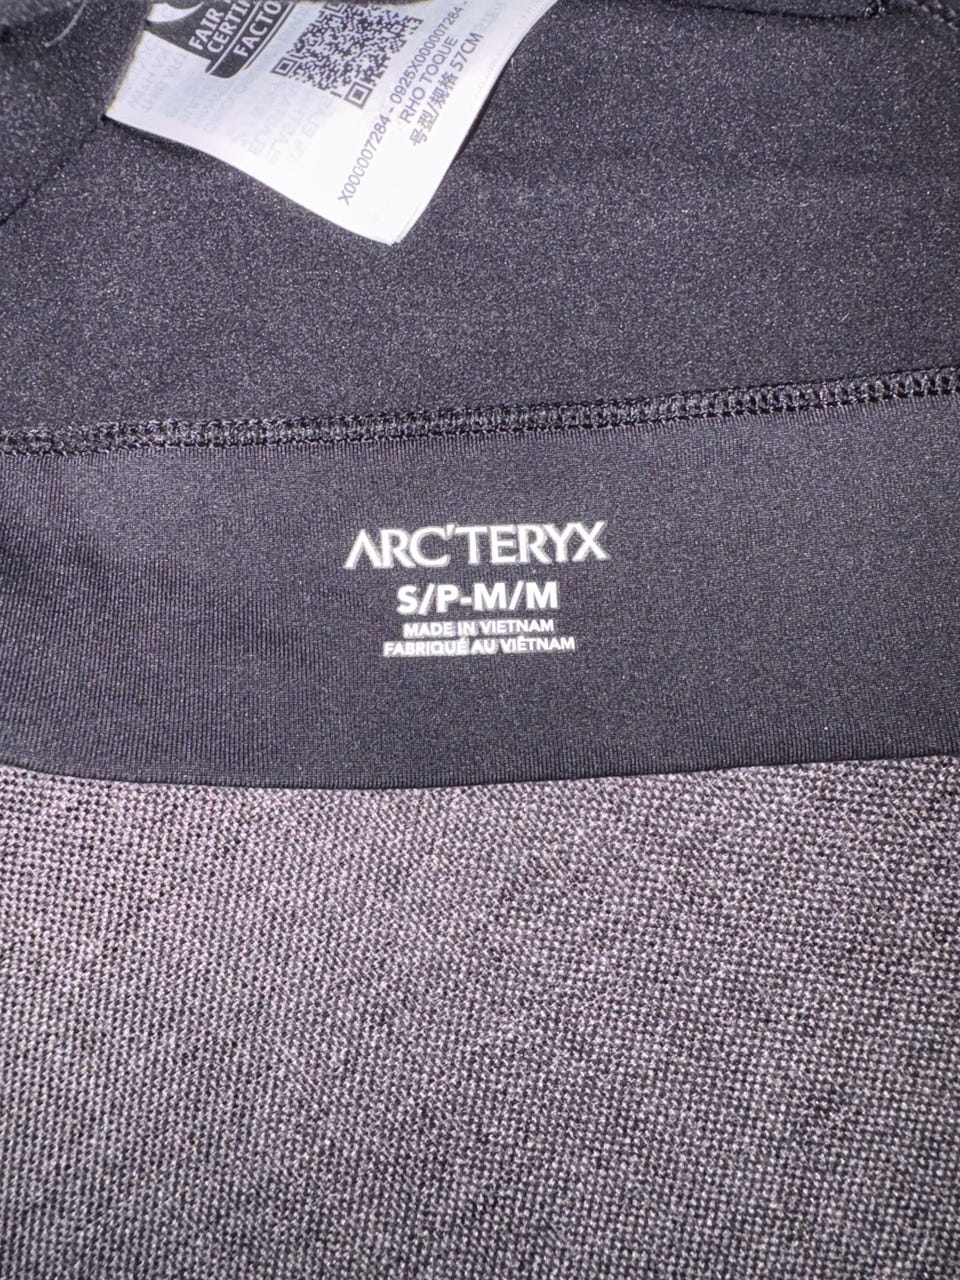 FAIR
CERTI
FACTO
X000007284 - 0925X000007284 -
RHO TOQUE
号型/规格 57CM
ARC'TERYX
S/P-M/M
MADE IN VIETNAM
FABRIQUÉ AU VIÊTNAM